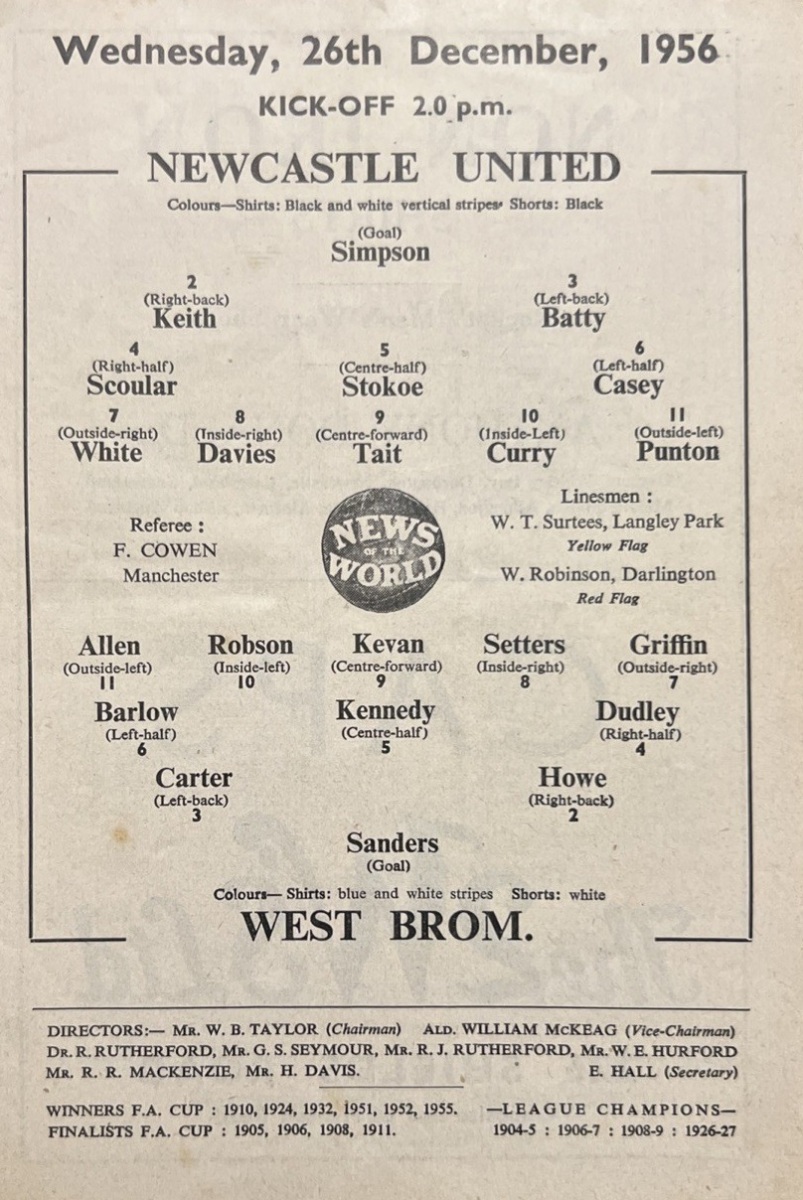 Wednesday, 26th December, 1956
KICK-OFF 2.0 p.m.
NEWCASTLE UNITED
Colours—Shirts: Black and white vertical stripes• Shorts: Black
(Goal)
Simpson
2 3
(Right-back) (Left-back)
Keith Batty
4 5 6
(Right-half) (Centre-half) (Left-half)
Scoular Stokoe Casey
7 8 9 10 11
(Outside-right) (Inside-right) (Centre-forward) (Inside-Left) (Outside-left)
White Davies Tait Curry Punton
Referee :
F. COWEN
Manchester
NEWS
OF THE
WORLD
Linesmen :
W. T. Surtees, Langley Park
Yellow Flag
W. Robinson, Darlington
Red Flag
Allen Robson Kevan Setters Griffin
(Outside-left) (Inside-left) (Centre-forward) (Inside-right) (Outside-right)
11 10 9 8 7
Barlow Kennedy Dudley
(Left-half) (Centre-half) (Right-half)
6 5 4
Carter Howe
(Left-back) (Right-back)
3 2
Sanders
(Goal)
Colours— Shirts: blue and white stripes Shorts: white
WEST BROM.
DIRECTORS:— MR. W. B. TAYLOR (Chairman) ALD. WILLIAM McKEAG (Vice-Chairman)
DR. R. RUTHERFORD, MR. G. S. SEYMOUR, MR. R. J. RUTHERFORD, MR. W. E. HURFORD
MR. R. R. MACKENZIE, MR. H. DAVIS. E. HALL (Secretary)
WINNERS F.A. CUP : 1910, 1924, 1932, 1951, 1952, 1955. —LEAGUE CHAMPIONS—
FINALISTS F.A. CUP : 1905, 1906, 1908, 1911. 1904-5 : 1906-7 : 1908-9 : 1926-27